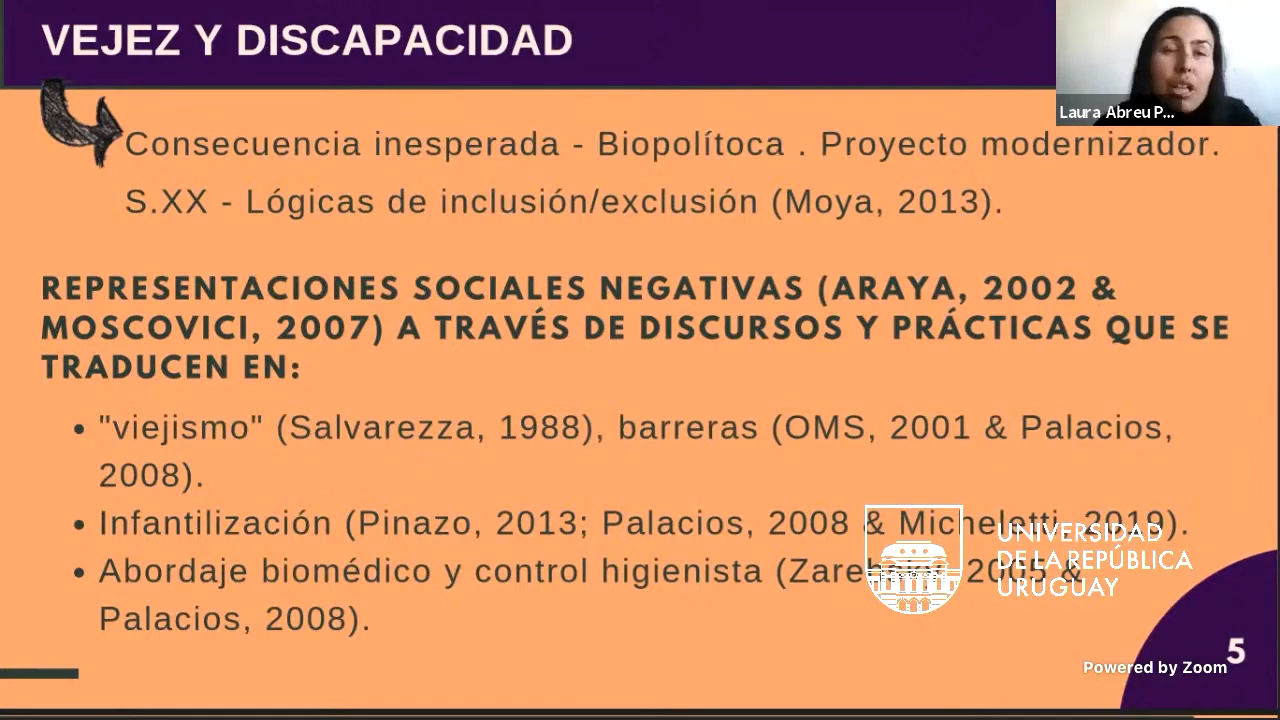 VEJEZ Y DISCAPACIDAD
Laura Abreu P...
Consecuencia inesperada - Biopolítoca . Proyecto modernizador.
S.XX - Lógicas de inclusión/exclusión (Moya, 2013).
REPRESENTACIONES SOCIALES NEGATIVAS (ARAYA, 2002 &
MOSCOVICI, 2007) A TRAVÉS DE DISCURSOS Y PRÁCTICAS QUE SE
TRADUCEN EN:
• "viejismo" (Salvarezza, 1988), barreras (OMS, 2001 & Palacios,
2008).
• Infantilización (Pinazo, 2013; Palacios, 2008 & Micheletti, 2019).
• Abordaje biomédico y control higienista &
Palacios, 2008).
UNIVERSIDAD
DE LA REPÚBLICA
URUGUAY
5
Powered by Zoom